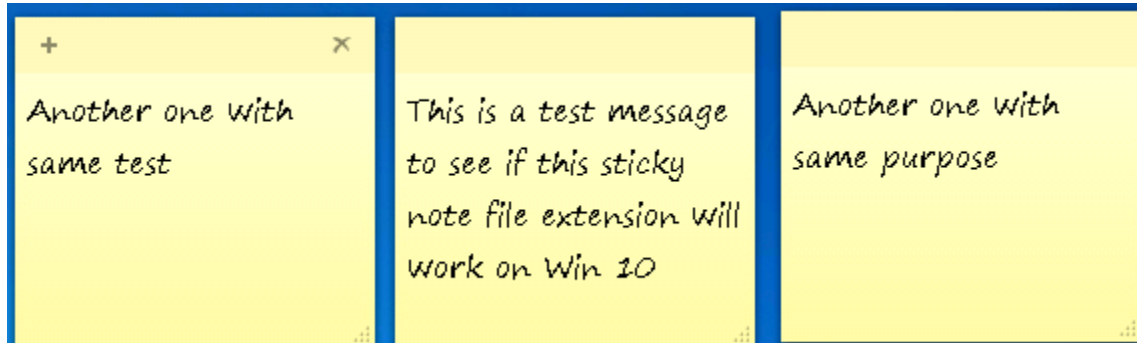 Another one with
same test
This is a test message
to see if this sticky
note file extension will
work on Win 10
Another one with
same purpose